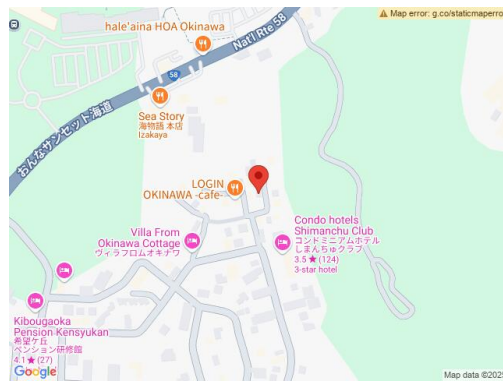 Map error: g.co/staticmaperro
hale'aina HOA Okinawa
Nat'l Rte 58
58
おんなサンセット海道
Sea Story
海物語 本店
Izakaya
LOGIN
OKINAWA -cafe-
Villa From
Okinawa Cottage
ヴィラフロムオキナワ
Condo hotels
Shimanchu Club
コンドミニアムホテル
しまんちゅクラブ
3.5★(124)
3-star hotel
Kibougaoka
Pension Kensyukan
希望ケ丘
ペンション研修館
4.1★(27)
Google
Map data ©2025